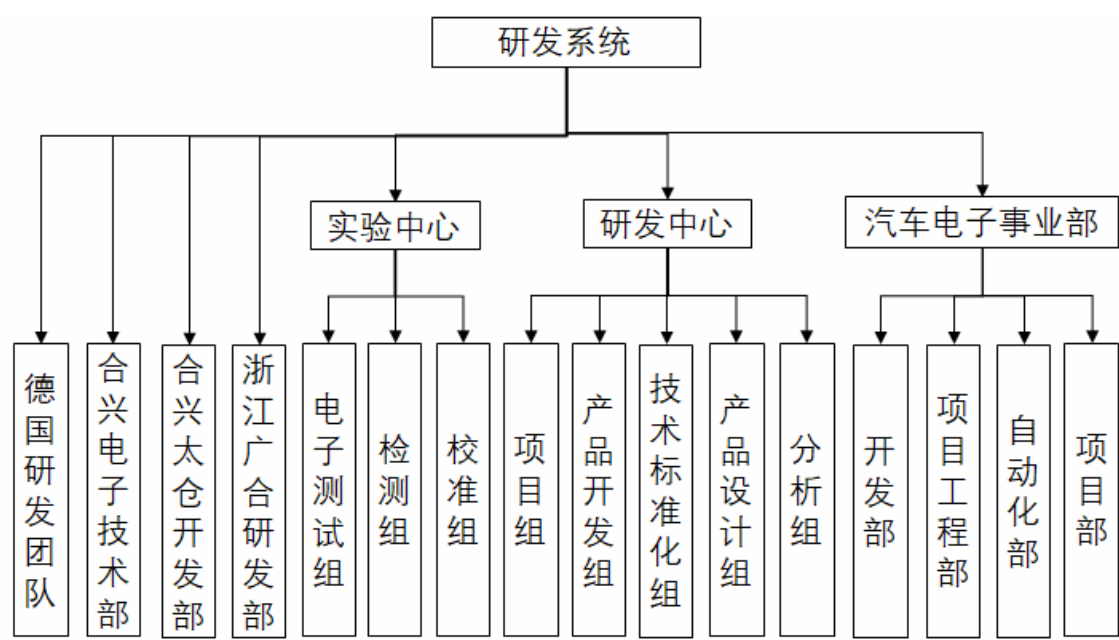 研发系统
实验中心
研发中心
汽车电子事业部
德国研发团队
合兴电子技术部
合兴太仓开发部
浙江广合研发部
电子测试组
检测组
校准组
项目组
产品开发组
技术标准化组
产品设计组
分析组
开发部
项目工程部
自动化部
项目部